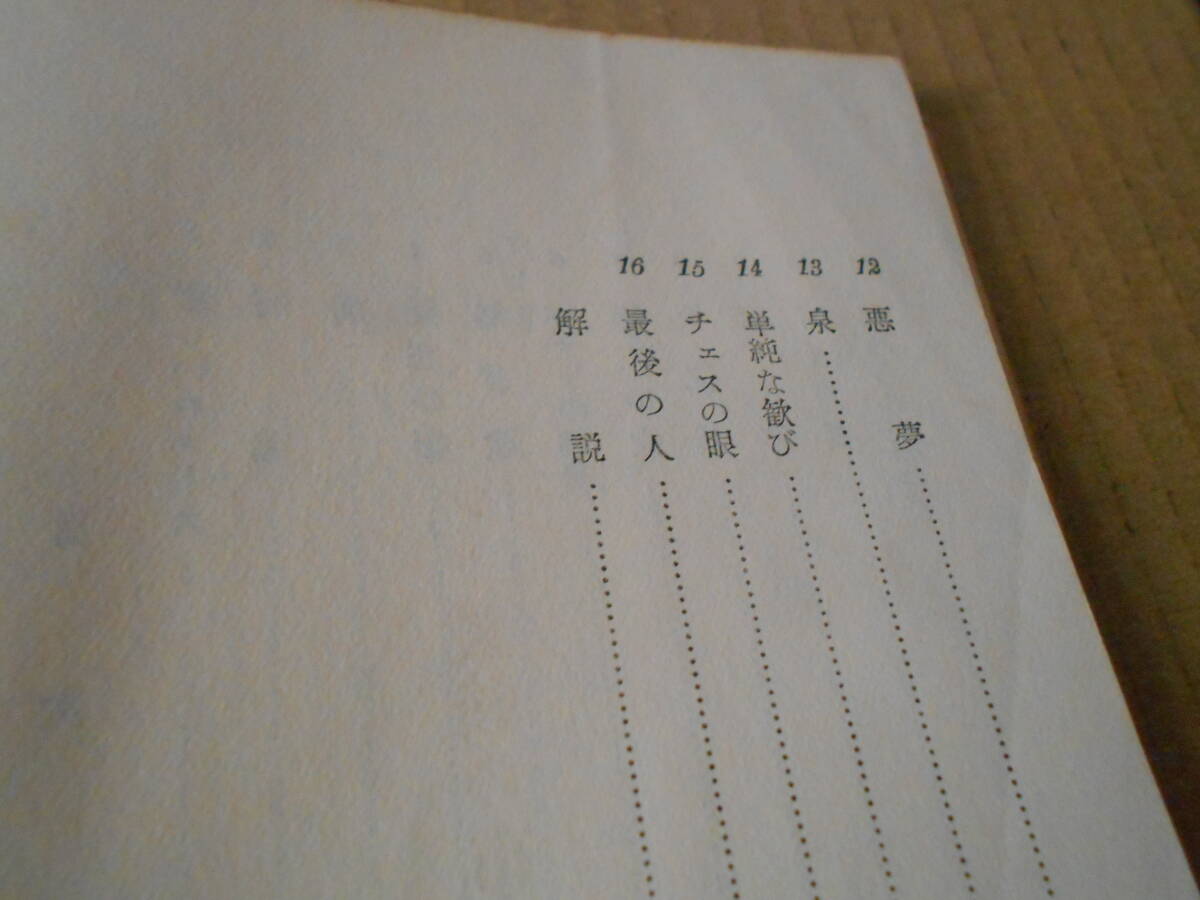 12 悪夢……………………
13 泉……………………
14 単純な歓び……………………
15 チェスの眼……………………
16 最後の人……………………
解説……………………